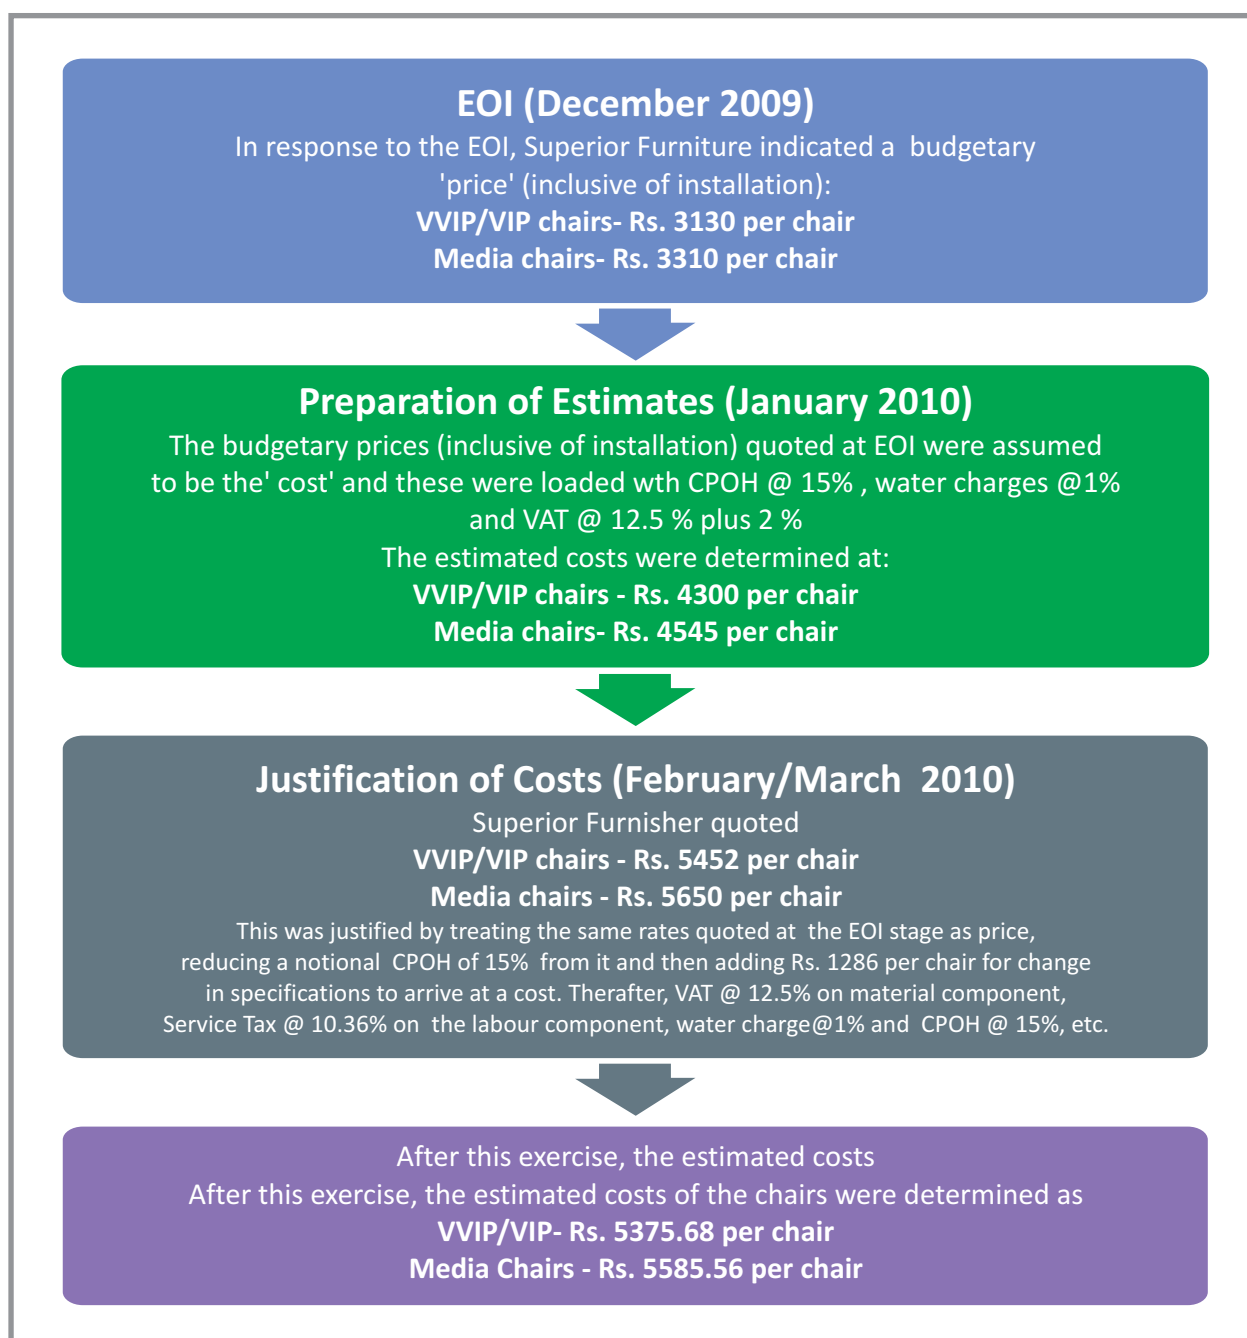 EOI (December 2009)
In response to the EOI, Superior Furniture indicated a budgetary
'price' (inclusive of installation):
VVIP/VIP chairs- Rs. 3130 per chair
Media chairs- Rs. 3310 per chair
Preparation of Estimates (January 2010)
The budgetary prices (inclusive of installation) quoted at EOI were assumed
to be the' cost' and these were loaded wth CPOH @ 15% , water charges @1%
and VAT @ 12.5 % plus 2 %
The estimated costs were determined at:
VVIP/VIP chairs - Rs. 4300 per chair
Media chairs- Rs. 4545 per chair
Justification of Costs (February/March 2010)
Superior Furnisher quoted
VVIP/VIP chairs - Rs. 5452 per chair
Media chairs - Rs. 5650 per chair
This was justified by treating the same rates quoted at the EOI stage as price,
reducing a notional CPOH of 15% from it and then adding Rs. 1286 per chair for change
in specifications to arrive at a cost. Therafter, VAT @ 12.5% on material component,
Service Tax @ 10.36% on the labour component, water charge@1% and CPOH @ 15%, etc.
After this exercise, the estimated costs
After this exercise, the estimated costs of the chairs were determined as
VVIP/VIP- Rs. 5375.68 per chair
Media Chairs - Rs. 5585.56 per chair